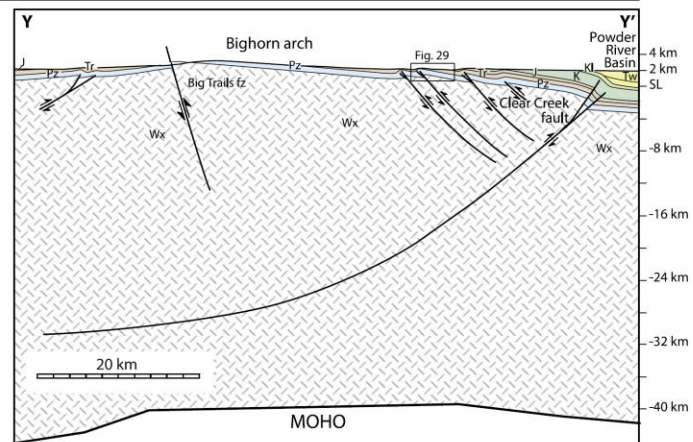 Y
Y'
Bighorn arch
Powder
River
Basin
Fig. 29
J
Pz
Tr
Pz
Tr
J
Pz
K
Kl
Tw
Big Trails fz
Clear Creek
fault
Wx
Wx
Wx
4 km
2 km
SL
-8 km
-16 km
-24 km
-32 km
-40 km
20 km
MOHO